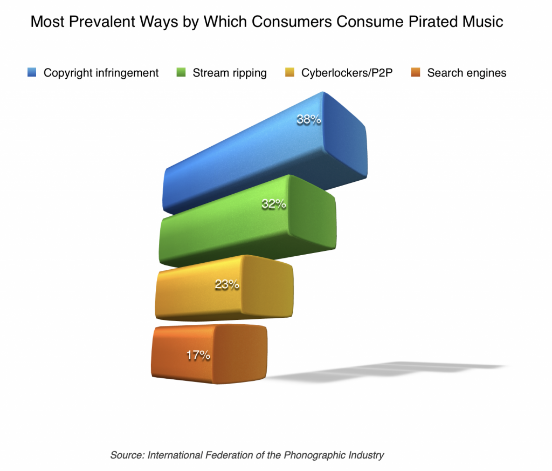 Most Prevalent Ways by Which Consumers Consume Pirated Music
Copyright infringement Stream ripping Cyberlockers/P2P Search engines
38%
32%
23%
17%
Source: International Federation of the Phonographic Industry